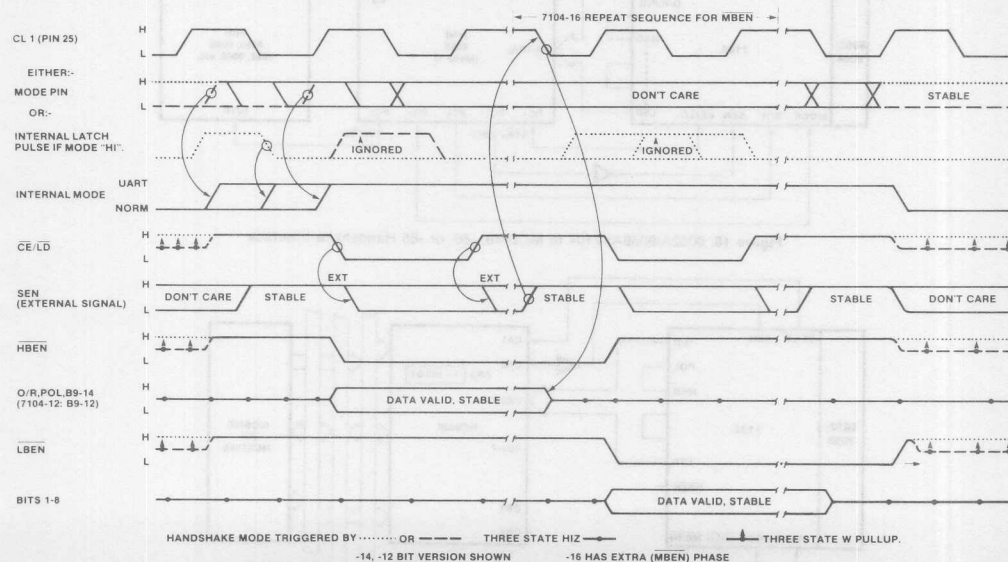 7104-16 REPEAT SEQUENCE FOR MBEN
CL 1 (PIN 25)
H
L
EITHER:-
MODE PIN
H
L
OR:-
DON'T CARE
STABLE
INTERNAL LATCH
PULSE IF MODE "HI".
IGNORED
IGNORED
INTERNAL MODE
UART
NORM
CE/LD
H
L
EXT
EXT
SEN
(EXTERNAL SIGNAL)
H
L
DON'T CARE
STABLE
STABLE
STABLE
DON'T CARE
HBEN
H
L
O/R,POL,B9-14
(7104-12: B9-12)
H
L
DATA VALID, STABLE
LBEN
H
L
BITS 1-8
DATA VALID, STABLE
HANDSHAKE MODE TRIGGERED BY OR THREE STATE HIZ THREE STATE W PULLUP.
-14, -12 BIT VERSION SHOWN -16 HAS EXTRA (MBEN) PHASE